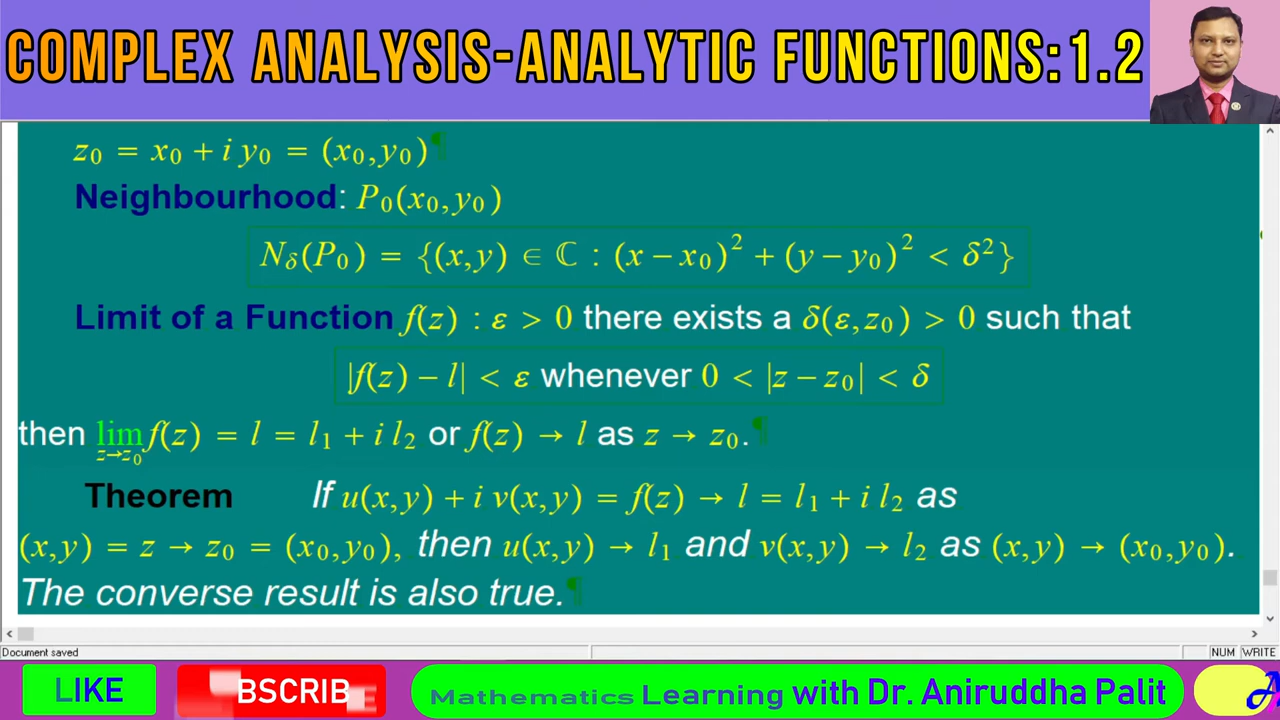 COMPLEX ANALYSIS-ANALYTIC FUNCTIONS:1.2
z₀ = x₀ + i y₀ = (x₀,y₀)¶
Neighbourhood: P₀(x₀,y₀)
N_δ(P₀) = {(x,y) ∈ ℂ : (x − x₀)² + (y − y₀)² < δ²}
Limit of a Function f(z) : ε > 0 there exists a δ(ε,z₀) > 0 such that
|f(z) − l| < ε whenever 0 < |z − z₀| < δ
then lim_{z→z₀} f(z) = l = l₁ + i l₂ or f(z) → l as z → z₀.¶
Theorem If u(x,y) + i v(x,y) = f(z) → l = l₁ + i l₂ as
(x,y) = z → z₀ = (x₀,y₀), then u(x,y) → l₁ and v(x,y) → l₂ as (x,y) → (x₀,y₀).
The converse result is also true.¶
Document saved NUM WRITE
LIKE BSCRIB Mathematics Learning with Dr. Aniruddha Palit